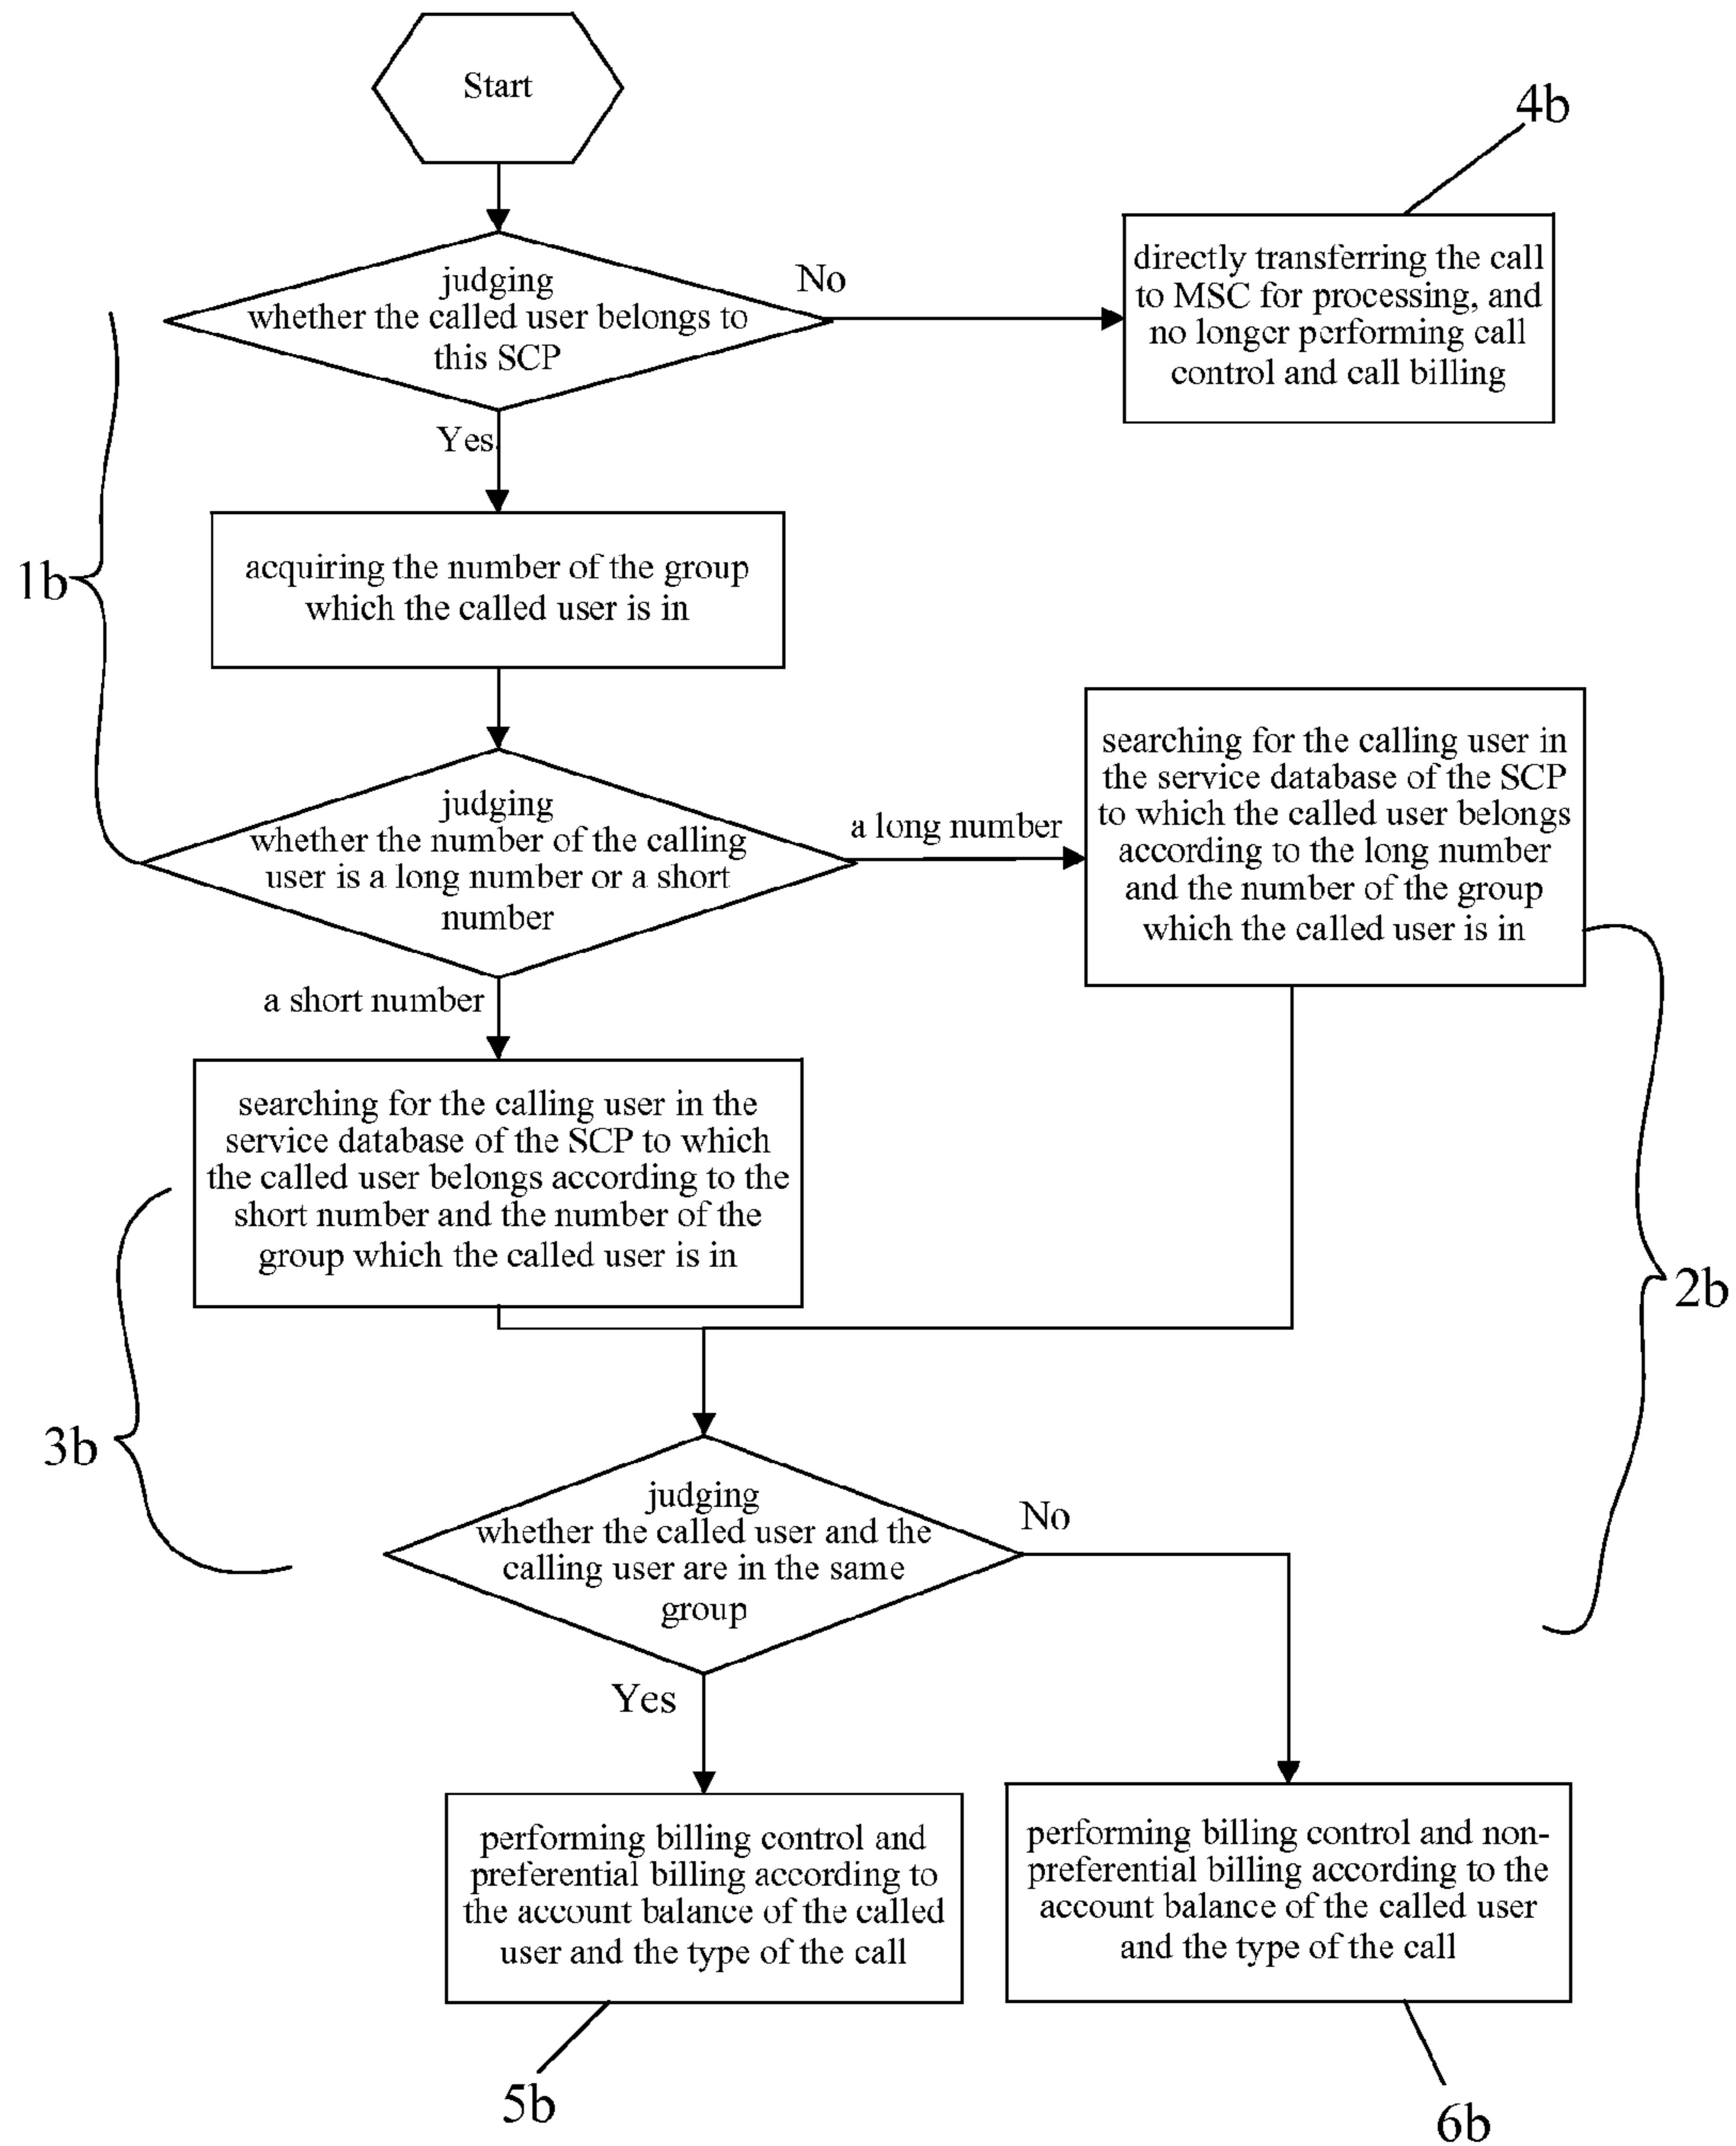 Start
4b
judging
whether the called user belongs to
this SCP
No
directly transferring the call
to MSC for processing, and
no longer performing call
control and call billing
Yes
acquiring the number of the group
which the called user is in
1b
judging
whether the number of the calling
user is a long number or a short
number
a long number
searching for the calling user in
the service database of the SCP
to which the called user belongs
according to the long number
and the number of the group
which the called user is in
a short number
searching for the calling user in the
service database of the SCP to which
the called user belongs according to the
short number and the number of the
group which the called user is in
2b
3b
judging
whether the called user and the
calling user are in the same
group
No
Yes
performing billing control and
preferential billing according to
the account balance of the called
user and the type of the call
performing billing control and non-
preferential billing according to the
account balance of the called user
and the type of the call
5b
6b